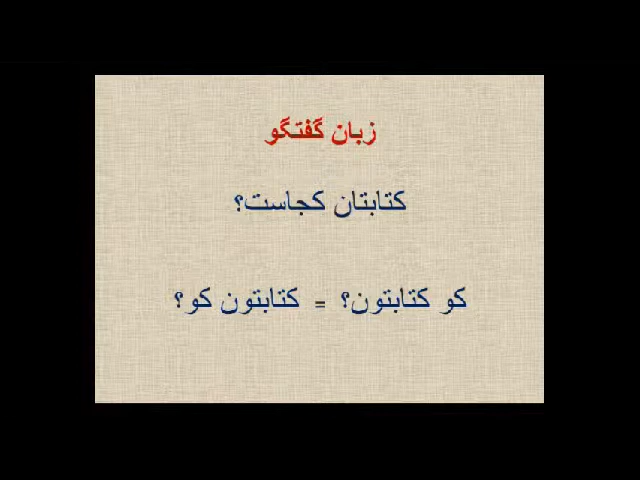 زبان گفتگو
کتابتان کجاست؟
کو کتابتون؟ = کتابتون کو؟